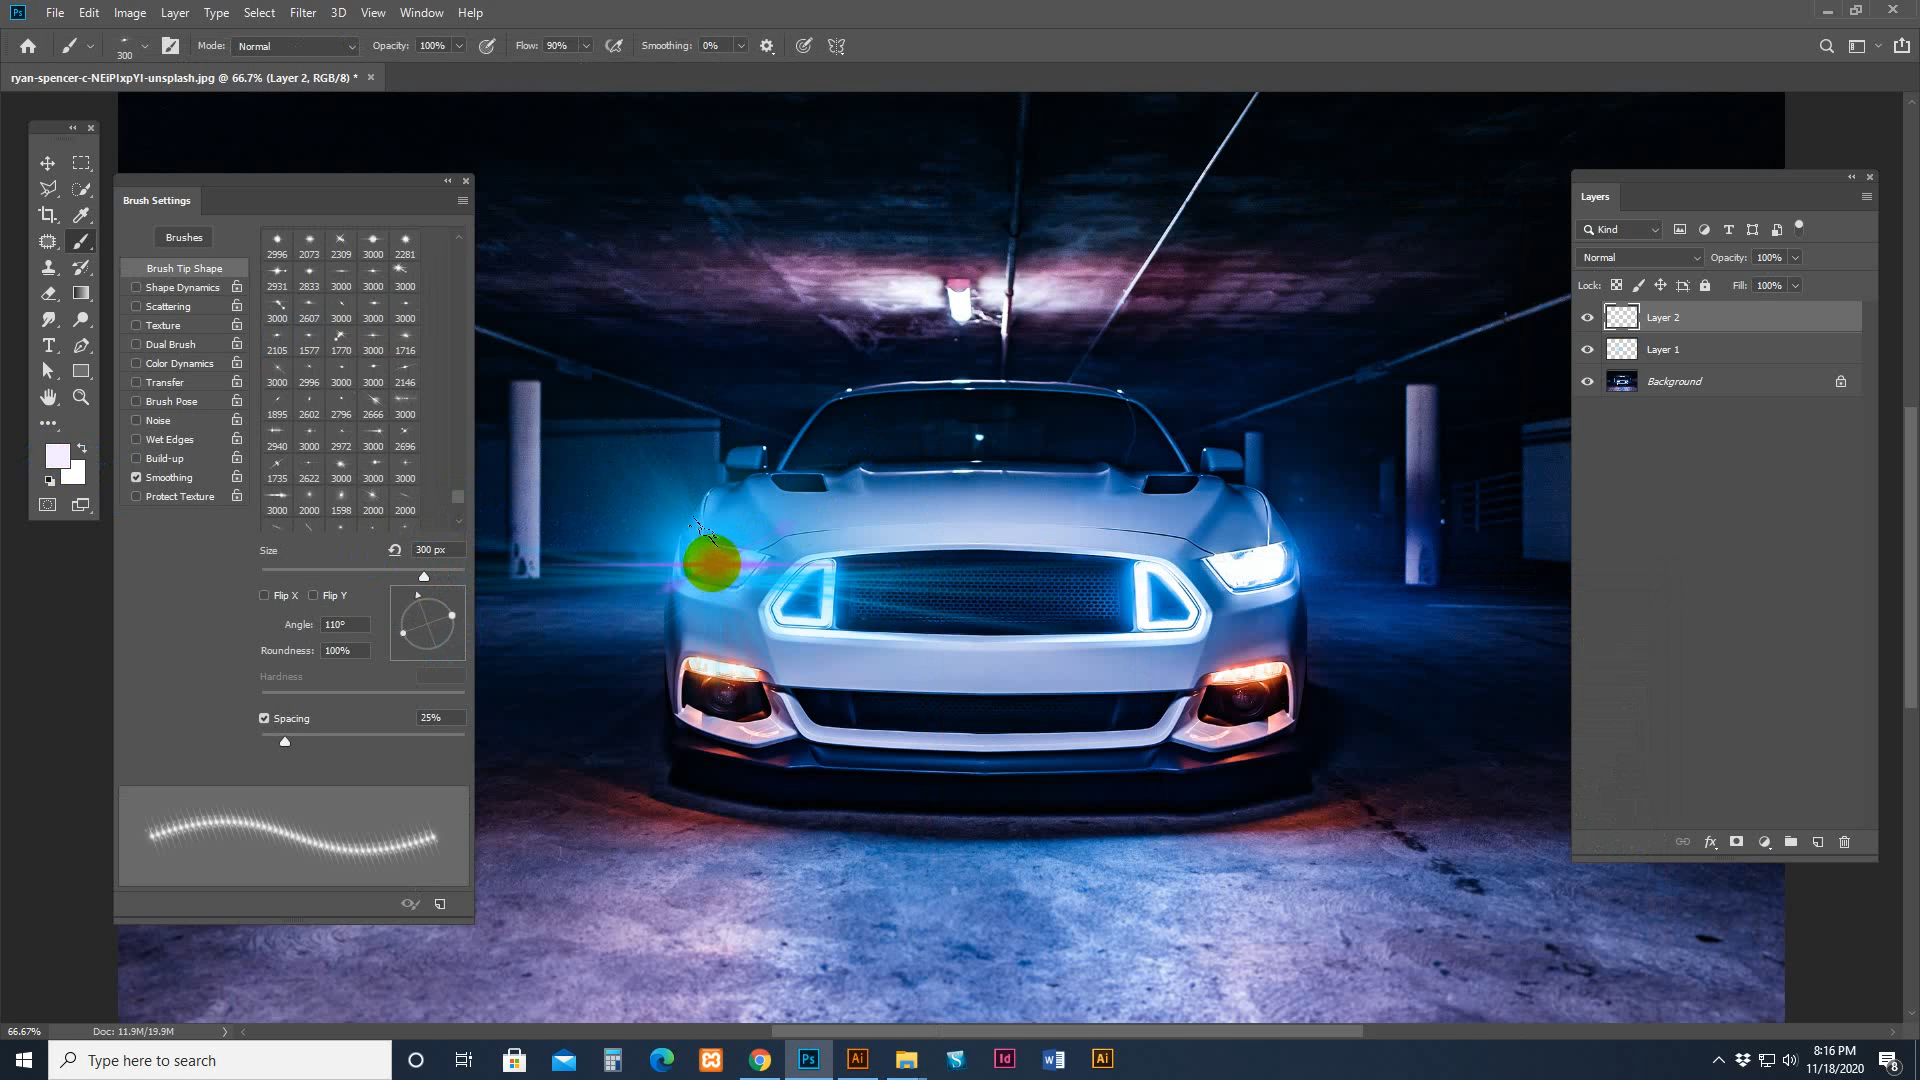 Ps File Edit Image Layer Type Select Filter 3D View Window Help
300 Mode: Normal Opacity: 100% Flow: 90% Smoothing: 0%
ryan-spencer-c-NEiPIxpYI-unsplash.jpg @ 66.7% (Layer 2, RGB/8) *
Brush Settings
Brushes
Brush Tip Shape
Shape Dynamics
Scattering
Texture
Dual Brush
Color Dynamics
Transfer
Brush Pose
Noise
Wet Edges
Build-up
Smoothing
Protect Texture
2996 2073 2309 3000 2281
2931 2833 3000 3000 3000
3000 2607 3000 3000 3000
2105 1577 1770 3000 1716
3000 2996 3000 3000 2146
1895 2602 2796 2666 3000
2940 3000 2972 3000 2696
1735 2622 3000 3000 3000
3000 2000 1598 2000 2000
Size 300 px
Flip X Flip Y
Angle: 110°
Roundness: 100%
Hardness
Spacing 25%
Layers
Kind
Normal Opacity: 100%
Lock: Fill: 100%
Layer 2
Layer 1
Background
66.67% Doc: 11.9M/19.9M
Type here to search
Ps Ai Id Ai
8:16 PM
11/18/2020
8